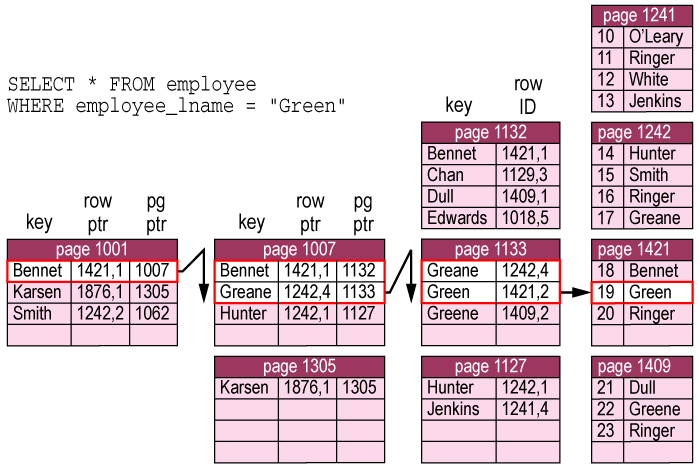 SELECT * FROM employee
WHERE employee_lname = "Green"
key row ptr pg ptr
page 1001
Bennet 1421,1 1007
Karsen 1876,1 1305
Smith 1242,2 1062
key row ptr pg ptr
page 1007
Bennet 1421,1 1132
Greane 1242,4 1133
Hunter 1242,1 1127
page 1305
Karsen 1876,1 1305
key row ID
page 1132
Bennet 1421,1
Chan 1129,3
Dull 1409,1
Edwards 1018,5
page 1133
Greane 1242,4
Green 1421,2
Greene 1409,2
page 1127
Hunter 1242,1
Jenkins 1241,4
page 1241
10 O'Leary
11 Ringer
12 White
13 Jenkins
page 1242
14 Hunter
15 Smith
16 Ringer
17 Greane
page 1421
18 Bennet
19 Green
20 Ringer
page 1409
21 Dull
22 Greene
23 Ringer